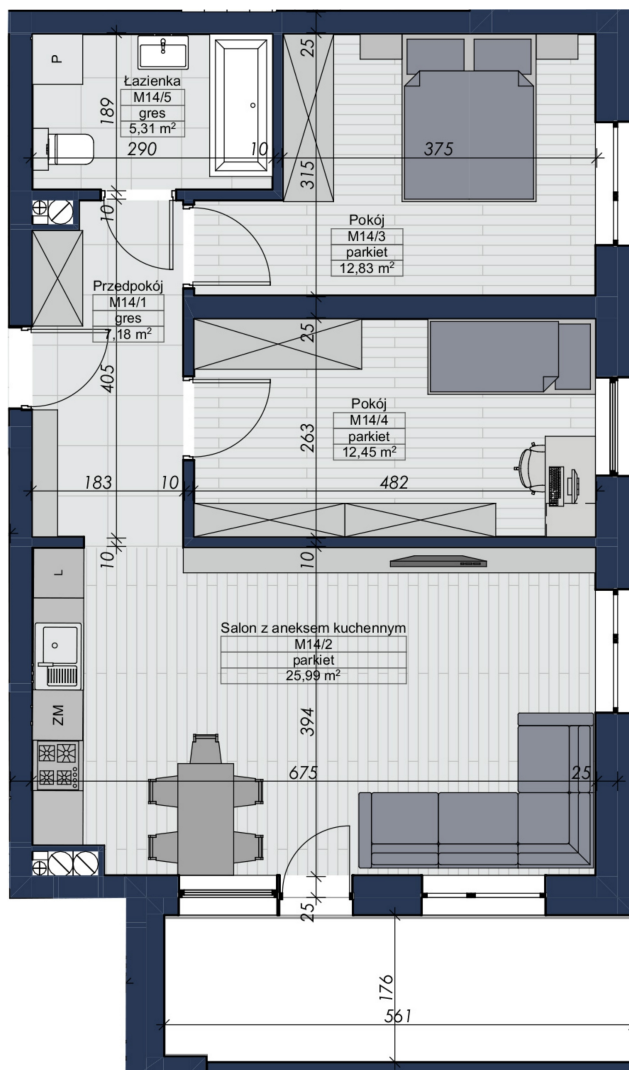 25
P
Łazienka
M14/5
gres
5,31 m²
189
290
10
375
315
10
Pokój
M14/3
parkiet
12,83 m²
Przedpokój
M14/1
gres
7,18 m²
25
405
Pokój
M14/4
parkiet
12,45 m²
263
183
10
482
10
10
L
Salon z aneksem kuchennym
M14/2
parkiet
25,99 m²
ZM
394
675
25
25
176
561